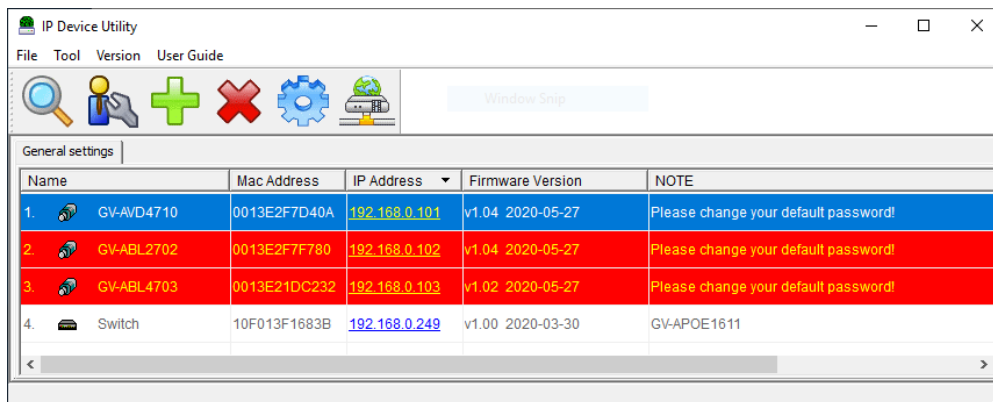 IP Device Utility
File Tool Version User Guide
Window Snip
General settings
Name Mac Address IP Address Firmware Version NOTE
1. GV-AVD4710 0013E2F7D40A 192.168.0.101 v1.04 2020-05-27 Please change your default password!
2. GV-ABL2702 0013E2F7F780 192.168.0.102 v1.04 2020-05-27 Please change your default password!
3. GV-ABL4703 0013E21DC232 192.168.0.103 v1.02 2020-05-27 Please change your default password!
4. Switch 10F013F1683B 192.168.0.249 v1.00 2020-03-30 GV-APOE1611